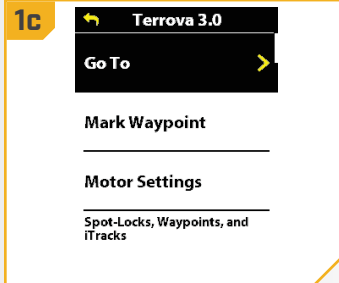 1c
Terrova 3.0
Go To
Mark Waypoint
Motor Settings
Spot-Locks, Waypoints, and
iTracks